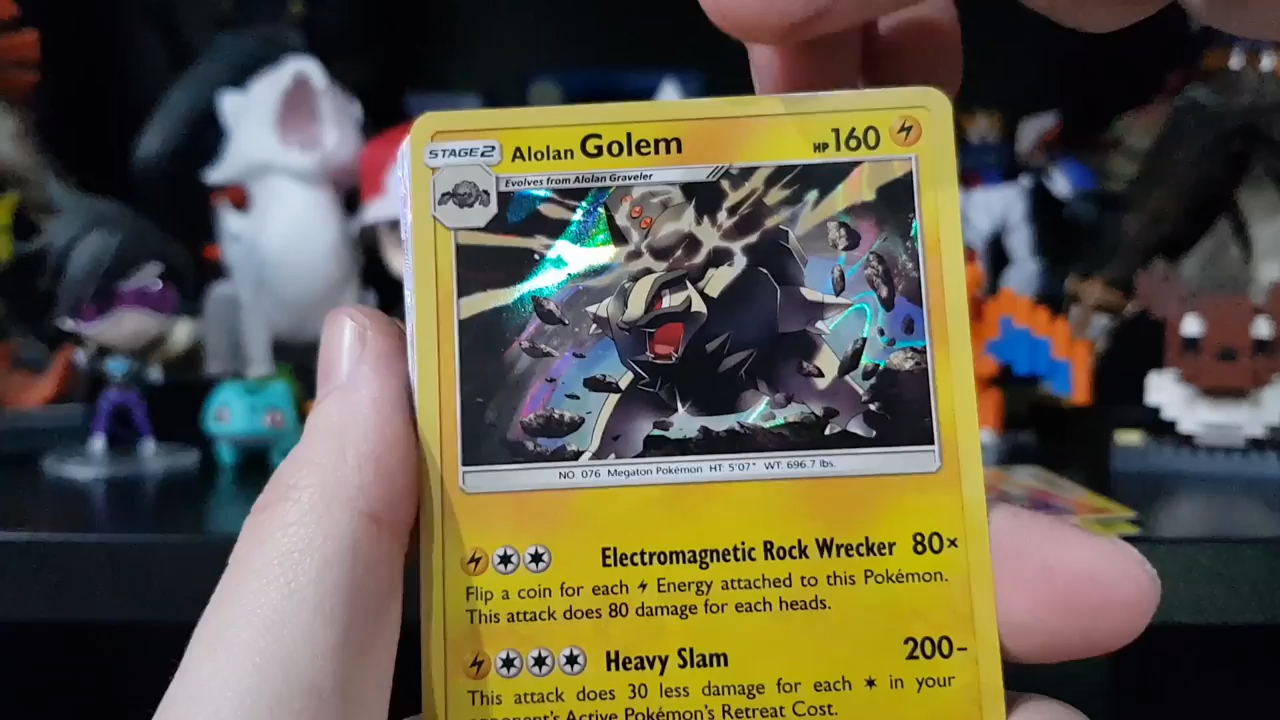 STAGE2 Alolan Golem HP160
Evolves from Alolan Graveler
NO. 076 Megaton Pokémon HT: 5'07" WT: 696.7 lbs.
Electromagnetic Rock Wrecker 80×
Flip a coin for each Energy attached to this Pokémon.
This attack does 80 damage for each heads.
Heavy Slam 200-
This attack does 30 less damage for each in your
opponent's Active Pokémon's Retreat Cost.